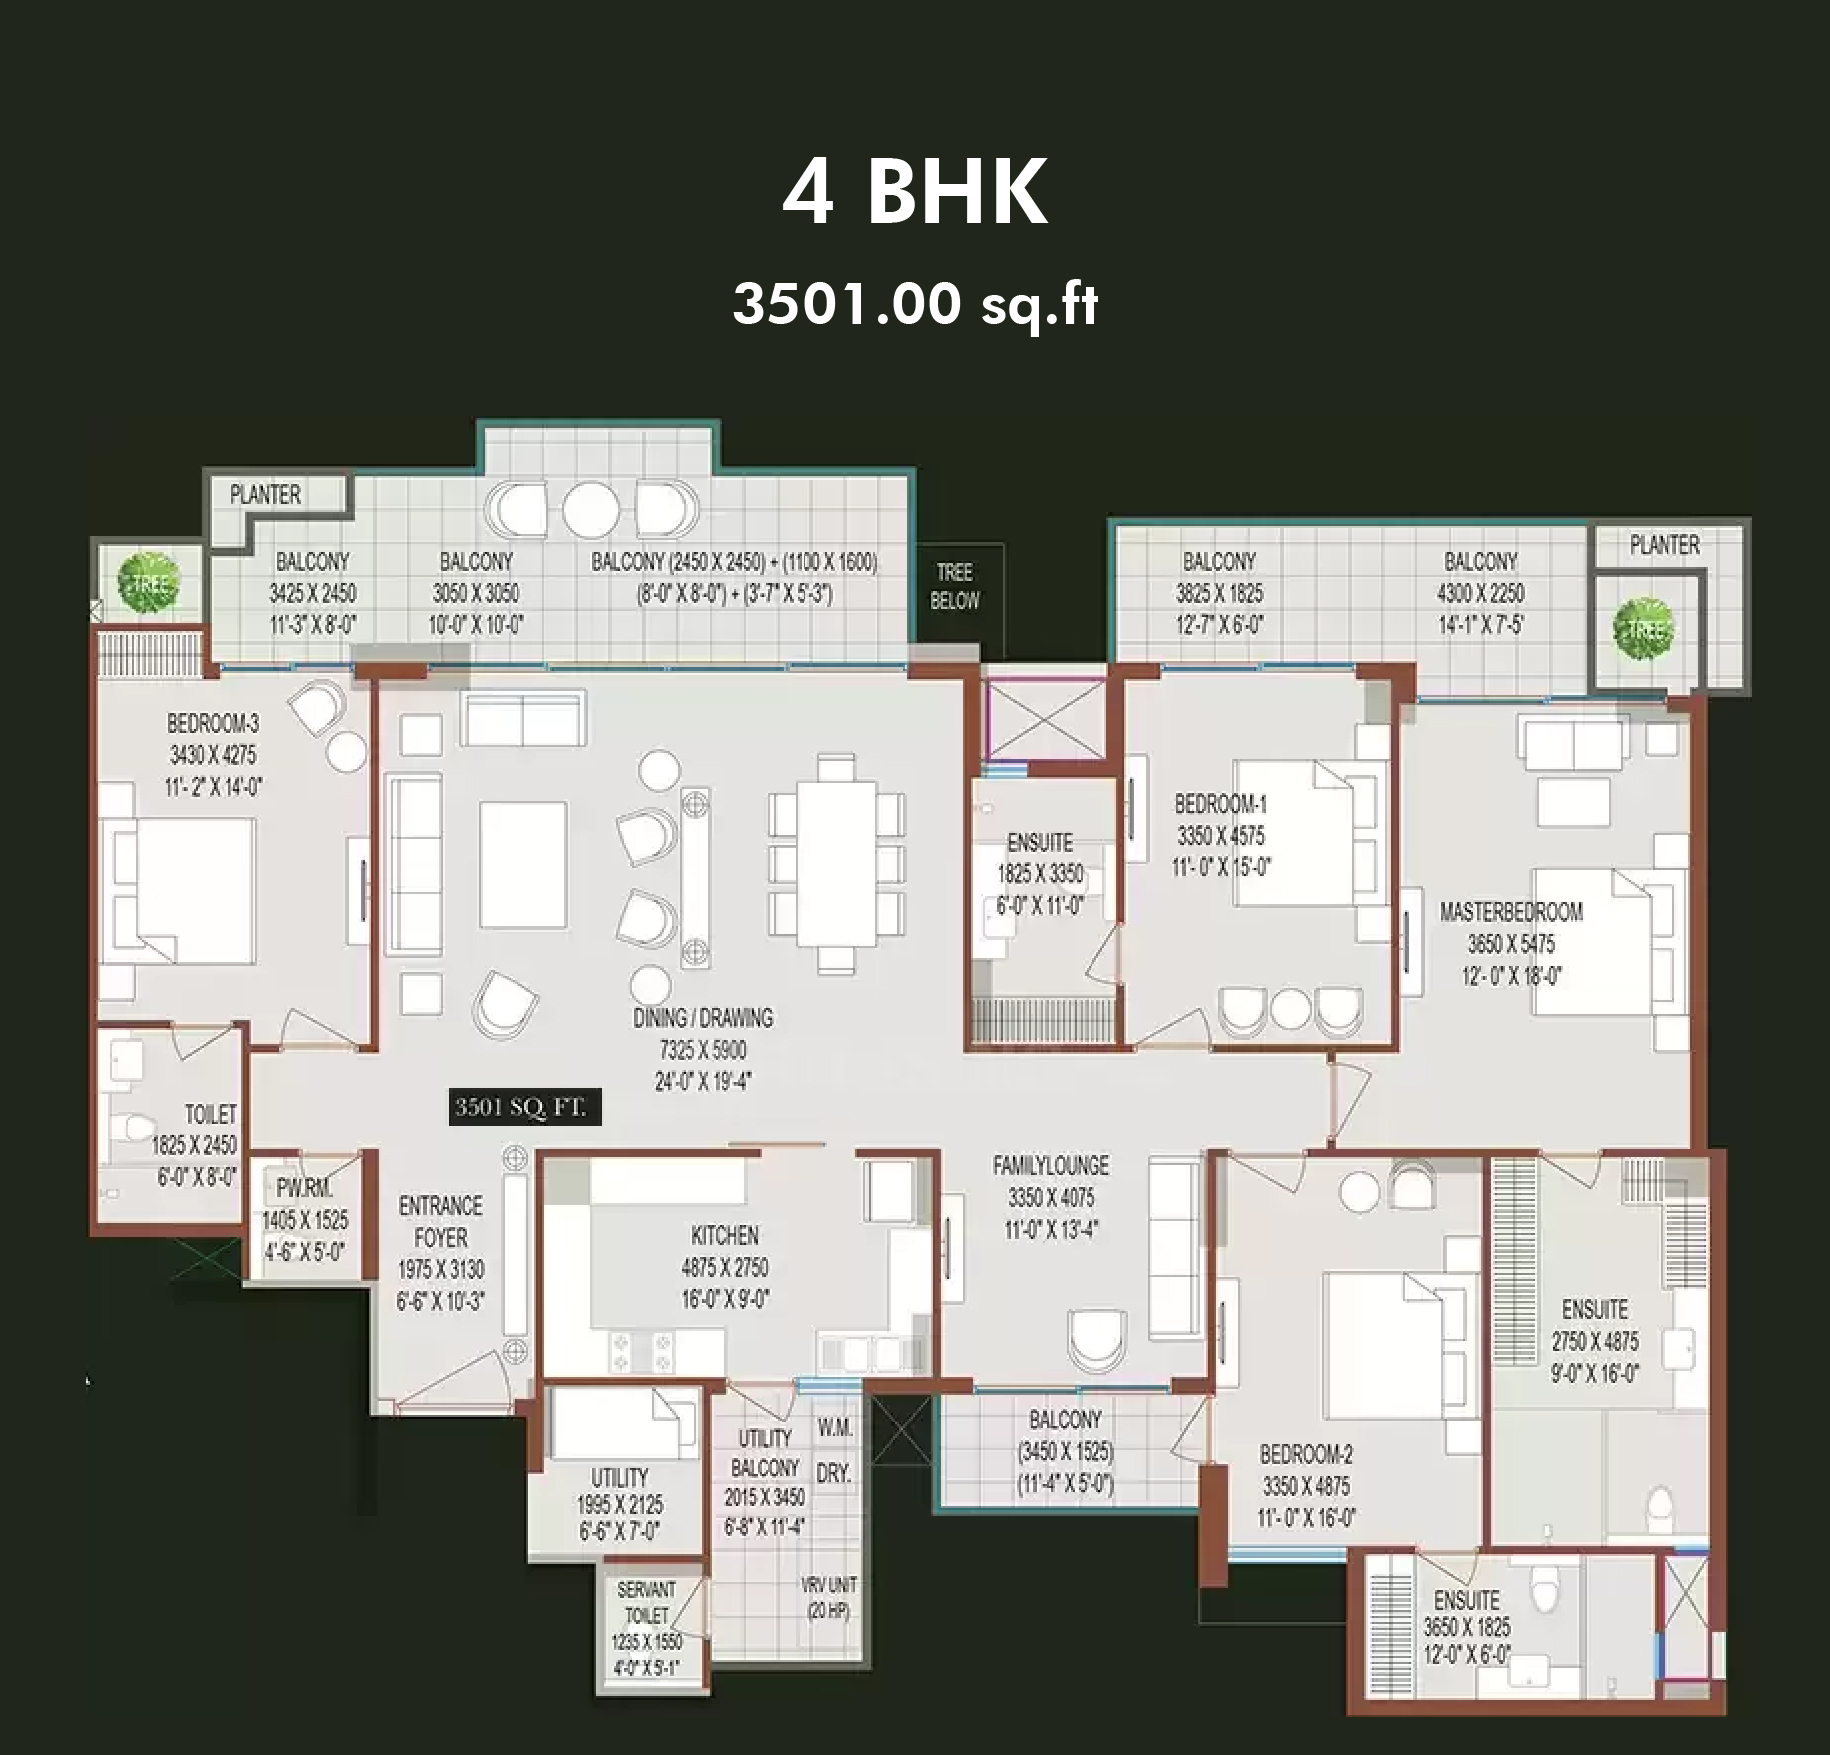 4 BHK
3501.00 sq.ft
PLANTER
TREE
BALCONY
3425 X 2450
11'-3" X 8'-0"
BALCONY
3050 X 3050
10'-0" X 10'-0"
BALCONY (2450 X 2450) + (1100 X 1600)
(8'-0" X 8'-0") + (3'-7" X 5'-3")
TREE
BELOW
BALCONY
3825 X 1825
12'-7" X 6'-0"
BALCONY
4300 X 2250
14'-1" X 7'-5'
PLANTER
TREE
BEDROOM-3
3430 X 4275
11'- 2" X 14'-0"
ENSUITE
1825 X 3350
6'-0" X 11'-0"
BEDROOM-1
3350 X 4575
11'- 0" X 15'-0"
MASTERBEDROOM
3650 X 5475
12'- 0" X 18'-0"
DINING / DRAWING
7325 X 5900
24'-0" X 19'-4"
3501 SQ. FT.
TOILET
1825 X 2450
6'-0" X 8'-0"
PW.RM.
1405 X 1525
4'-6" X 5'-0"
ENTRANCE
FOYER
1975 X 3130
6'-6" X 10'-3"
KITCHEN
4875 X 2750
16'-0" X 9'-0"
FAMILYLOUNGE
3350 X 4075
11'-0" X 13'-4"
ENSUITE
2750 X 4875
9'-0" X 16'-0"
UTILITY
1995 X 2125
6'-6" X 7'-0"
UTILITY
BALCONY
2015 X 3450
6'-8" X 11'-4"
W.M.
DRY.
BALCONY
(3450 X 1525)
(11'-4" X 5'-0")
BEDROOM-2
3350 X 4875
11'- 0" X 16'-0"
SERVANT
TOILET
1235 X 1550
4'-0" X 5'-1"
VRV UNIT
(20 HP)
ENSUITE
3650 X 1825
12'-0" X 6'-0"